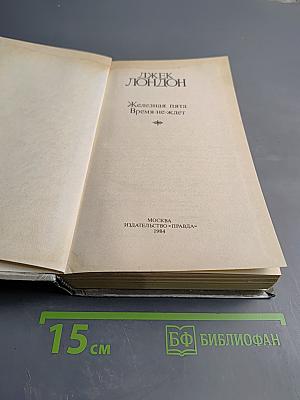 ДЖЕК
ЛОНДОН
Железная пята
Время-не-ждет
МОСКВА
ИЗДАТЕЛЬСТВО «ПРАВДА»
1984
15 см
БФ БИБЛИОФАН